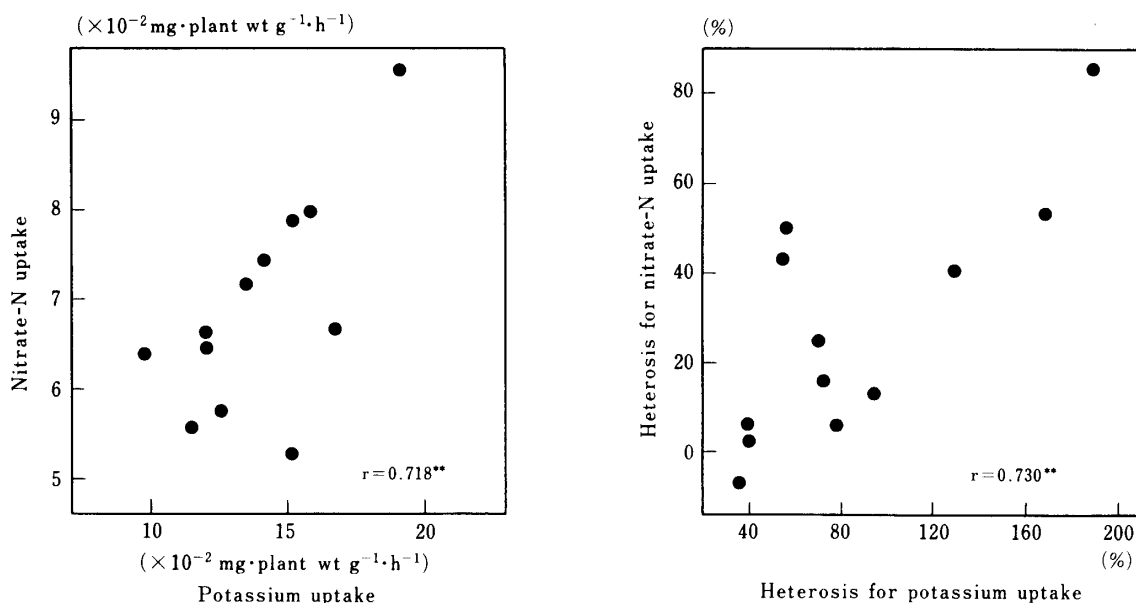 (×10⁻² mg·plant wt g⁻¹·h⁻¹)
Nitrate-N uptake
9
8
7
6
5
r=0.718**
10 15 20
(×10⁻² mg·plant wt g⁻¹·h⁻¹)
Potassium uptake
(%)
Heterosis for nitrate-N uptake
80
60
40
20
0
r=0.730**
40 80 120 160 200
(%)
Heterosis for potassium uptake